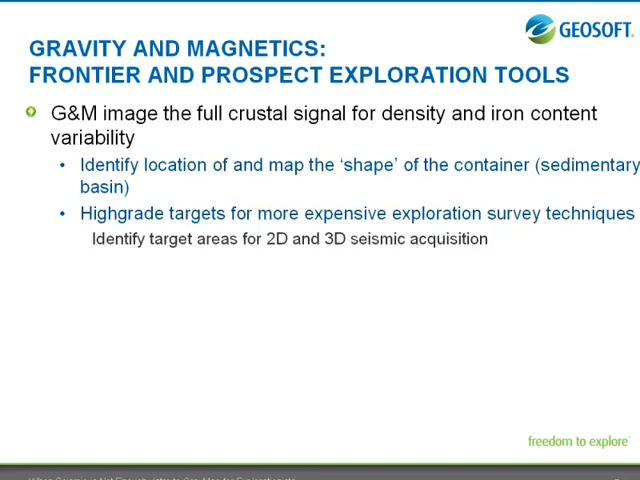 GEOSOFT
GRAVITY AND MAGNETICS:
FRONTIER AND PROSPECT EXPLORATION TOOLS
G&M image the full crustal signal for density and iron content
variability
• Identify location of and map the ‘shape’ of the container (sedimentary
basin)
• Highgrade targets for more expensive exploration survey techniques
Identify target areas for 2D and 3D seismic acquisition
freedom to explore